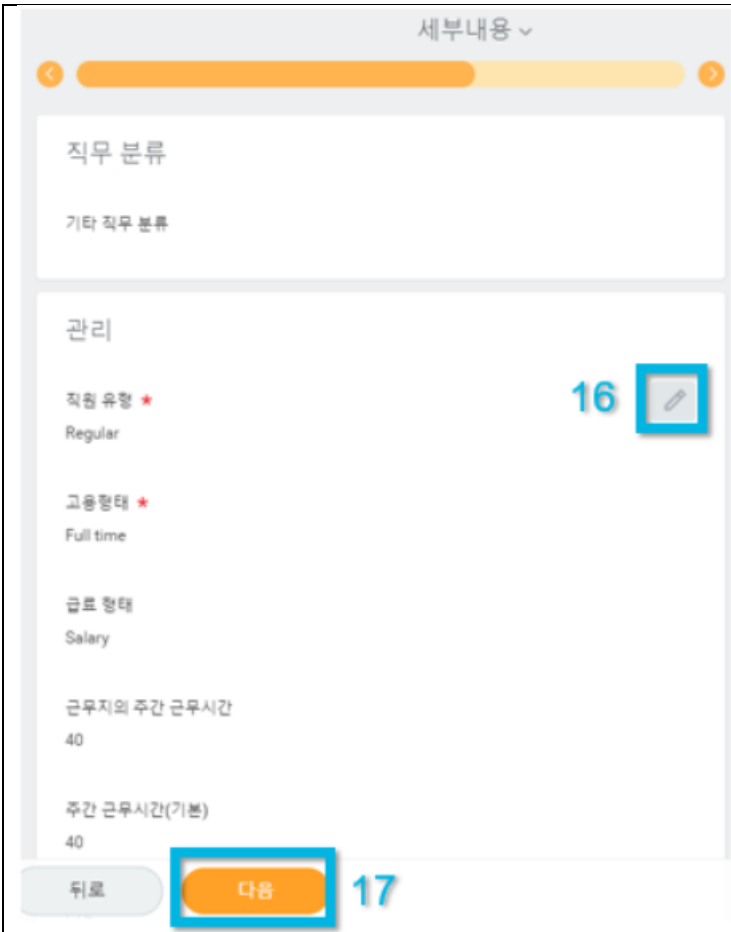 세부내용
직무 분류
기타 직무 분류
관리
직원 유형 ★
16
Regular
고용형태 ★
Full time
급료 형태
Salary
근무지의 주간 근무시간
40
주간 근무시간(기본)
40
뒤로
다음
17